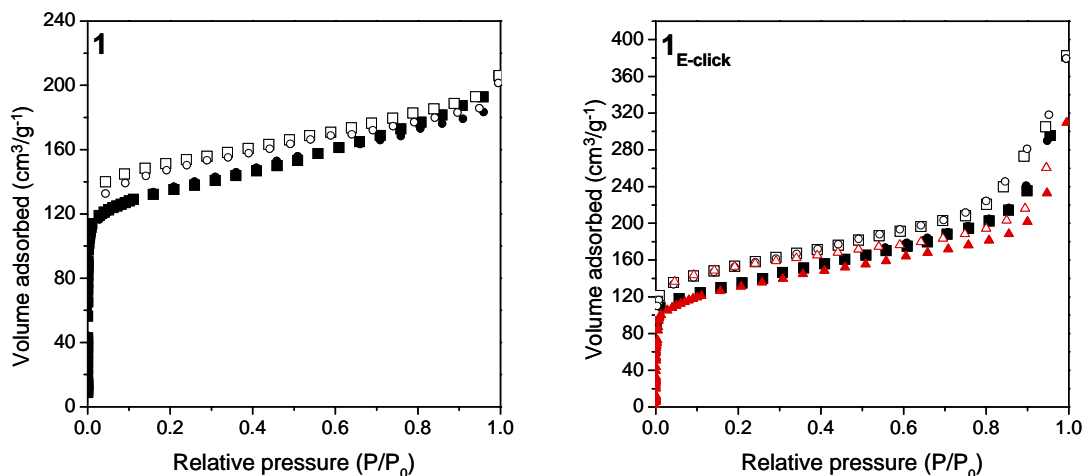 1
240
200
160
120
80
40
0
0.0 0.2 0.4 0.6 0.8 1.0
Volume adsorbed (cm³/g⁻¹)
Relative pressure (P/P₀)
1E-click
400
360
320
280
240
200
160
120
80
40
0
0.0 0.2 0.4 0.6 0.8 1.0
Volume adsorbed (cm³/g⁻¹)
Relative pressure (P/P₀)